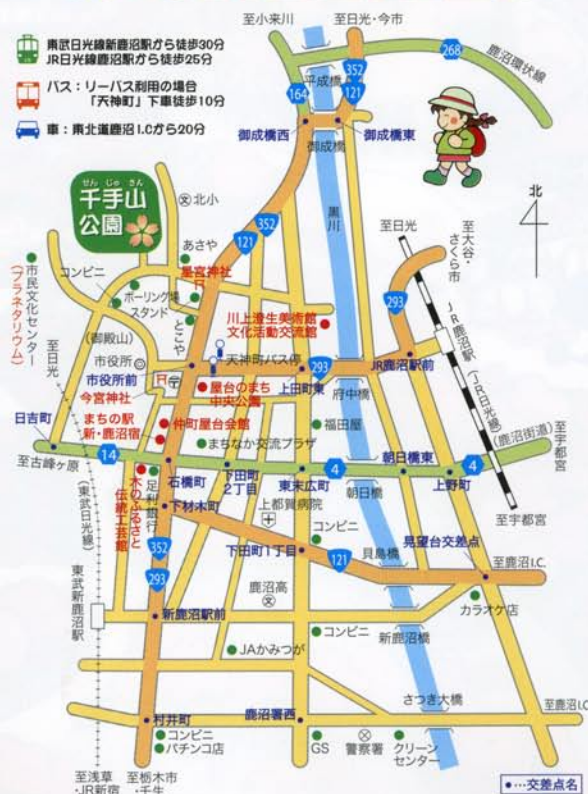 東武日光線新鹿沼駅から徒歩30分
JR日光線鹿沼駅から徒歩25分
バス：リーバス利用の場合
「天神町」下車徒歩10分
車：東北道鹿沼I.Cから20分
至小来川
至日光・今市
268
鹿沼環状線
352
平成橋
164
121
御成橋西
御成橋東
御成橋
せんじゅさん
千手山
公園
北小
352
121
黒川
北
至日光
至大谷・さくら市
あさや
コンビニ
星宮神社
ボーリング場
スタンド
とこや
川上澄生美術館
文化活動交流館
293
JR鹿沼駅
(JR日光線)
市民文化センター
(プラネタリウム)
(御殿山)
至日光
市役所
天神町バス停
293
JR鹿沼駅前
市役所前
上田町東
府中橋
今宮神社
屋台のまち
中央公園
まちの駅
新・鹿沼宿
仲町屋台会館
福田屋
日吉町
まちなか交流プラザ
(鹿沼街道)
至宇都宮
至古峰ヶ原
14
石橋町
下田町
2丁目
東末広町
4
朝日橋東
4
上野町
朝日橋
(東武日光線)
木のふるさと
伝統工芸館
足利銀行
下材木町
上都賀病院
至宇都宮
コンビニ
352
下田町1丁目
121
貝島橋
晃望台交差点
至鹿沼I.C.
293
鹿沼高
カラオケ店
東武新鹿沼駅
新鹿沼駅前
コンビニ
新鹿沼橋
JAかみつが
さつき大橋
至鹿沼I.C
村井町
鹿沼署西
コンビニ
パチンコ店
GS
警察署
クリーン
センター
至浅草
・JR新宿
至栃木市
・壬生
●…交差点名